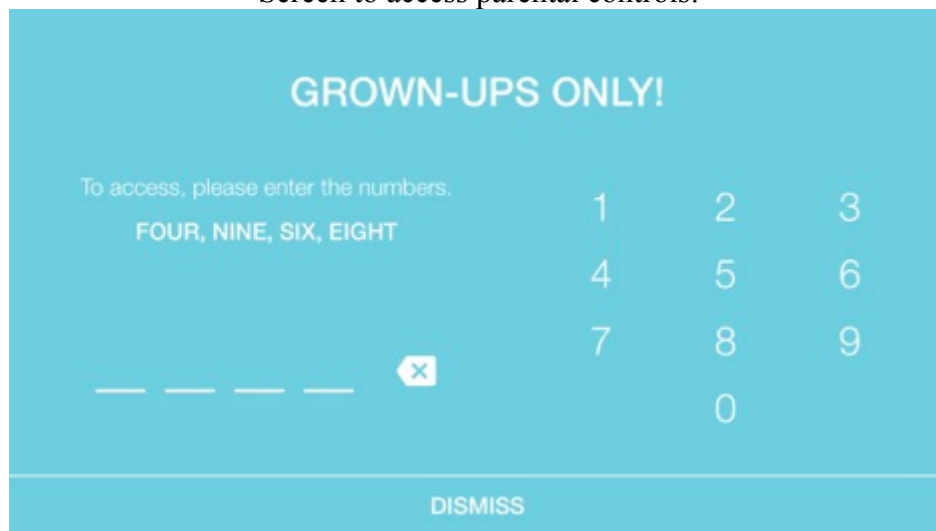 Screen to access parental controls:
GROWN-UPS ONLY!
To access, please enter the numbers.
FOUR, NINE, SIX, EIGHT
1 2 3
4 5 6
7 8 9
0
DISMISS